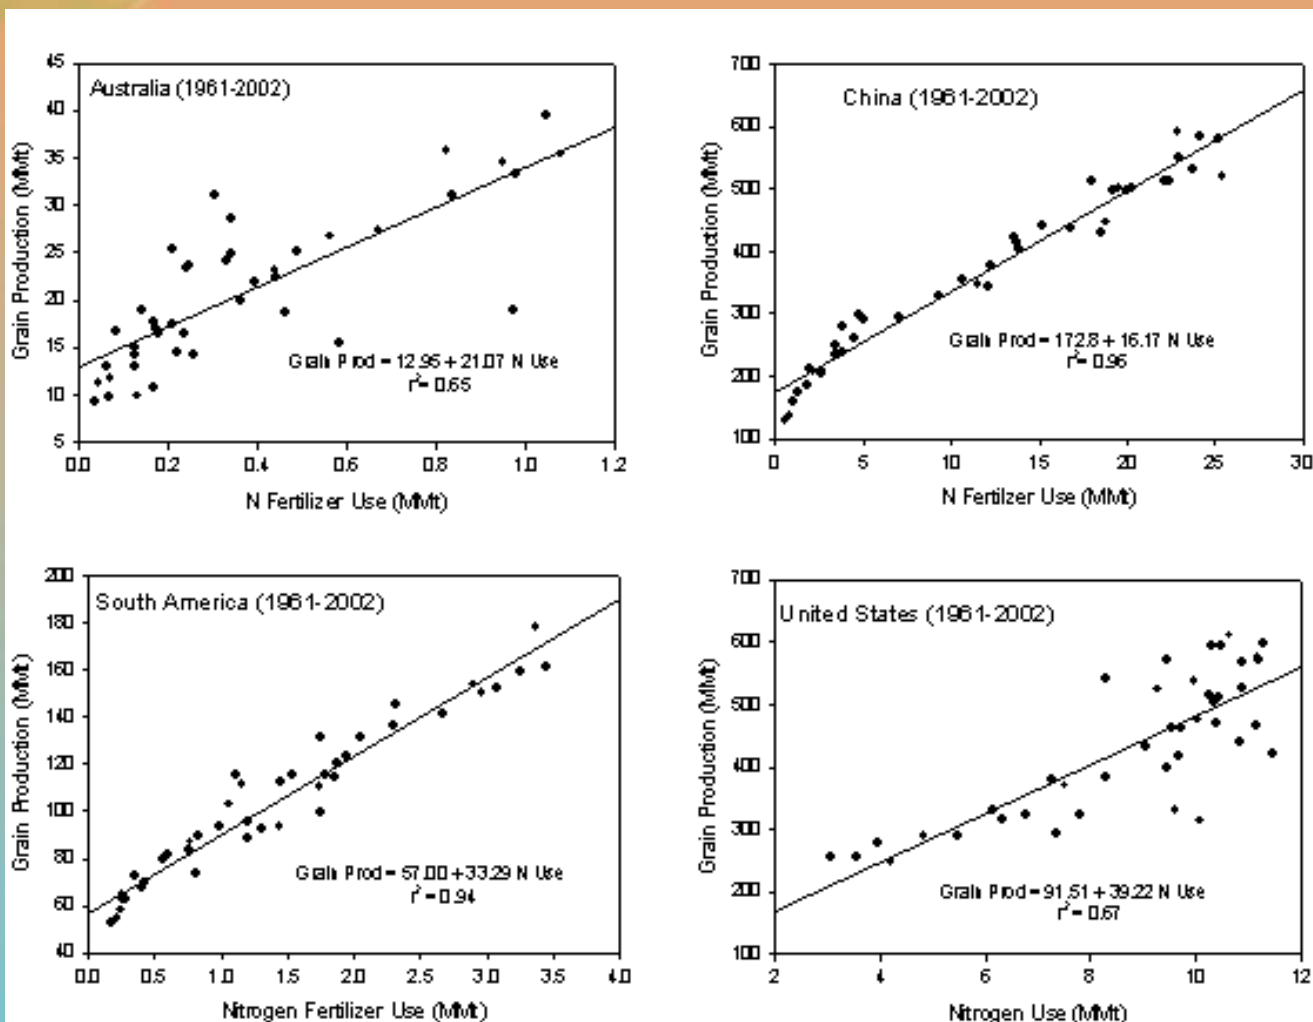 Australia (1961-2002)
Grain Production (MMt)
45
40
35
30
25
20
15
10
5
Grain Prod = 12.95 + 21.07 N Use
r² = 0.65
0.0 0.2 0.4 0.6 0.8 1.0 1.2
N Fertilzer Use (MMt)
China (1961-2002)
Grain Production (MMt)
700
600
500
400
300
200
100
Grain Prod = 172.8 + 16.17 N Use
r² = 0.96
0 5 10 15 20 25 30
N Fertilzer Use (MMt)
South America (1961-2002)
Grain Production (MMt)
200
180
160
140
120
100
80
60
40
Grain Prod = 57.00 + 33.29 N Use
r² = 0.94
0.0 0.5 1.0 1.5 2.0 2.5 3.0 3.5 4.0
Nitrogen Fertilizer Use (MMt)
United States (1961-2002)
Grain Production (MMt)
700
600
500
400
300
200
100
Grain Prod = 91.51 + 39.22 N Use
r² = 0.67
2 4 6 8 10 12
Nitrogen Use (MMt)